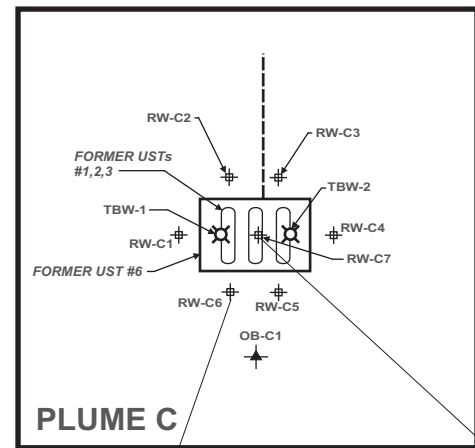 RW-C2
RW-C3
FORMER USTs
#1,2,3
TBW-2
TBW-1
RW-C1
RW-C4
RW-C7
FORMER UST #6
RW-C6
RW-C5
OB-C1
PLUME C